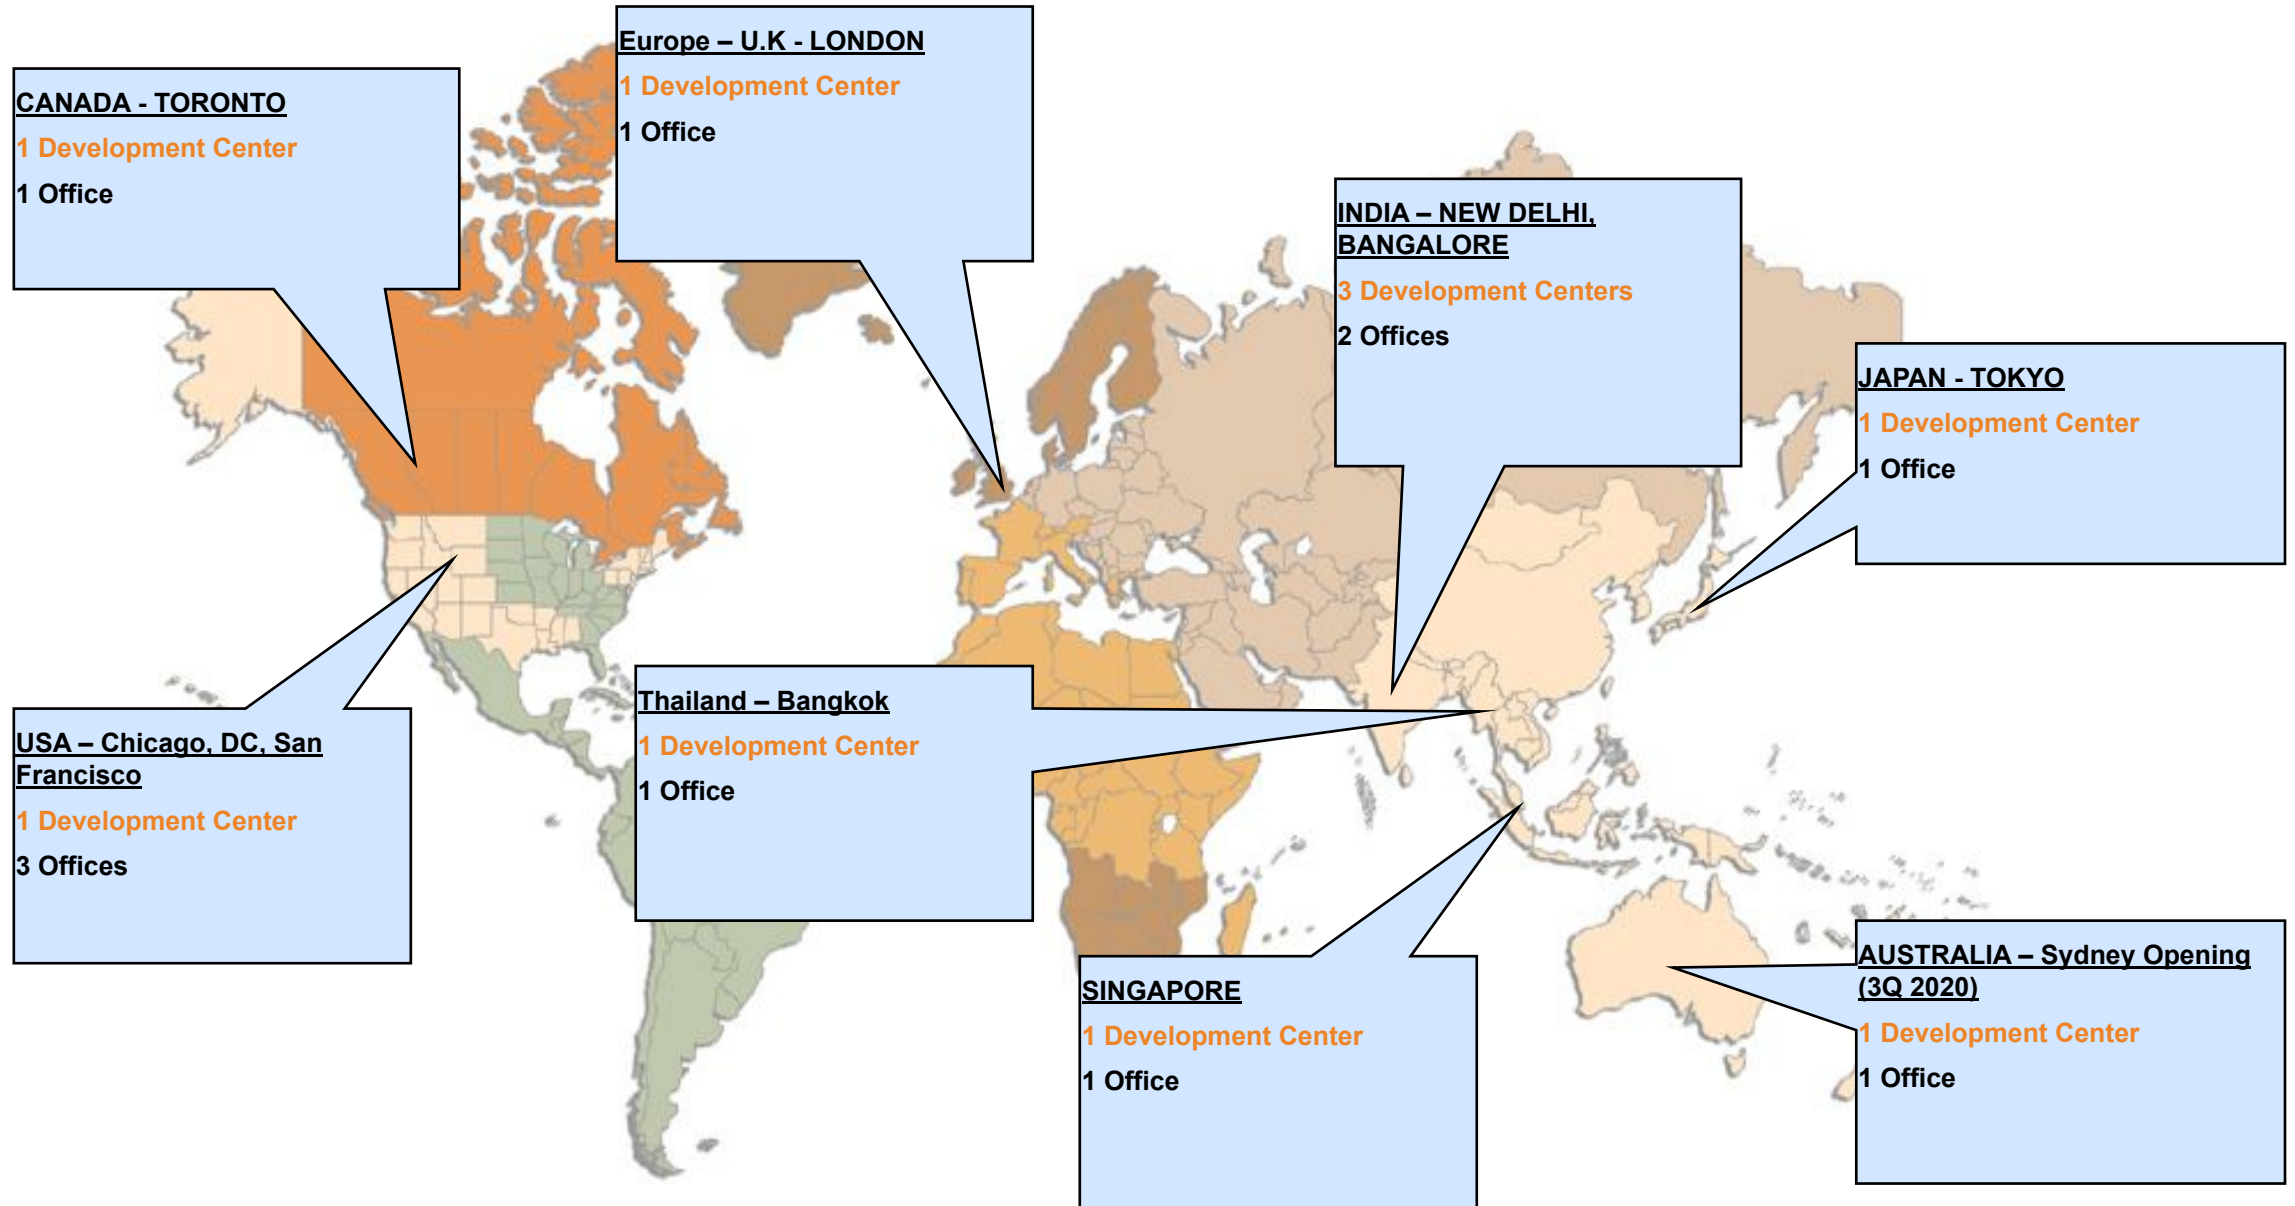 Europe – U.K - LONDON
1 Development Center
1 Office
CANADA - TORONTO
1 Development Center
1 Office
INDIA – NEW DELHI,
BANGALORE
3 Development Centers
2 Offices
JAPAN - TOKYO
1 Development Center
1 Office
Thailand – Bangkok
1 Development Center
1 Office
USA – Chicago, DC, San
Francisco
1 Development Center
3 Offices
SINGAPORE
1 Development Center
1 Office
AUSTRALIA – Sydney Opening
(3Q 2020)
1 Development Center
1 Office